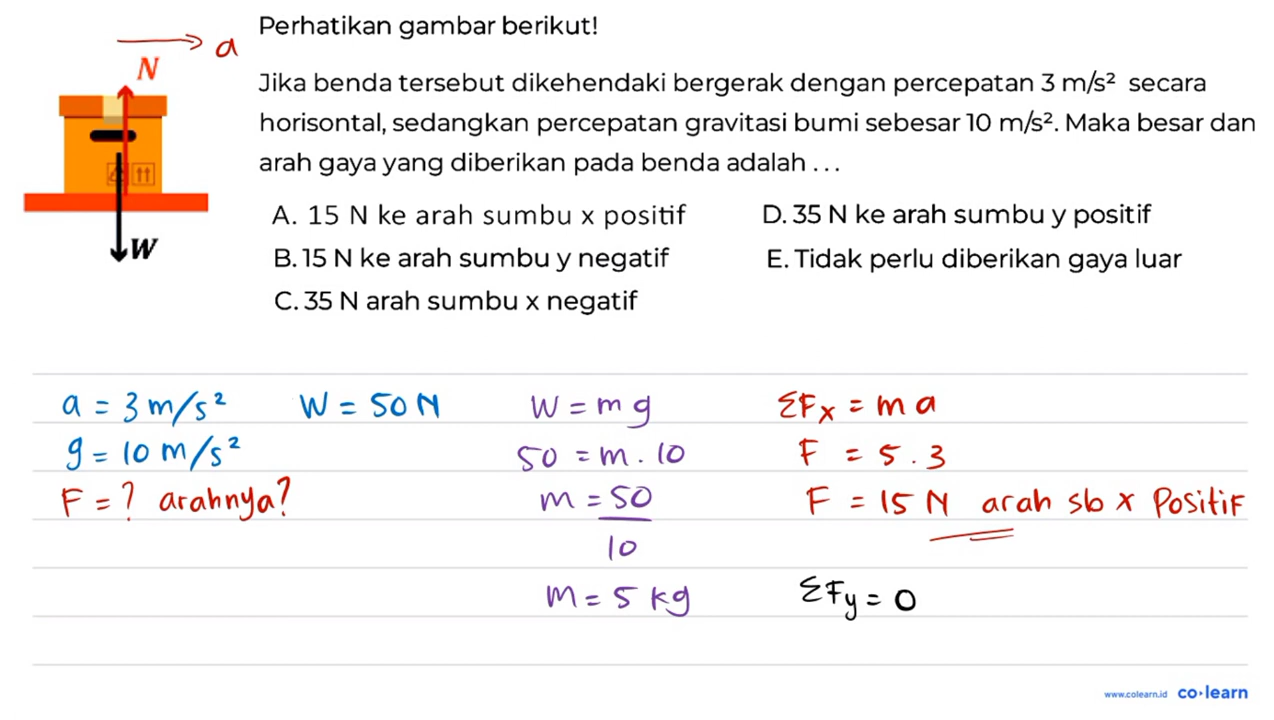 Perhatikan gambar berikut!
a
N
W
Jika benda tersebut dikehendaki bergerak dengan percepatan 3 m/s² secara
horisontal, sedangkan percepatan gravitasi bumi sebesar 10 m/s². Maka besar dan
arah gaya yang diberikan pada benda adalah . . .
A. 15 N ke arah sumbu x positif
B. 15 N ke arah sumbu y negatif
C. 35 N arah sumbu x negatif
D. 35 N ke arah sumbu y positif
E. Tidak perlu diberikan gaya luar
a = 3 m/s²
g = 10 m/s²
F = ? arahnya?
W = 50 N
W = m g
50 = m . 10
m = 50
10
m = 5 kg
ΣFx = m a
F = 5 . 3
F = 15 N arah sb x Positif
ΣFy = 0
www.colearn.id co•learn